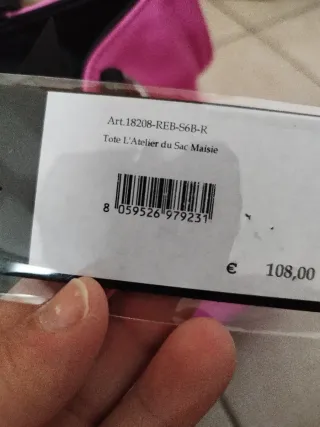 Art.18208-REB-S6B-R
Tote L'Atelier du Sac Maisie
8 059526 979231
€ 108,00